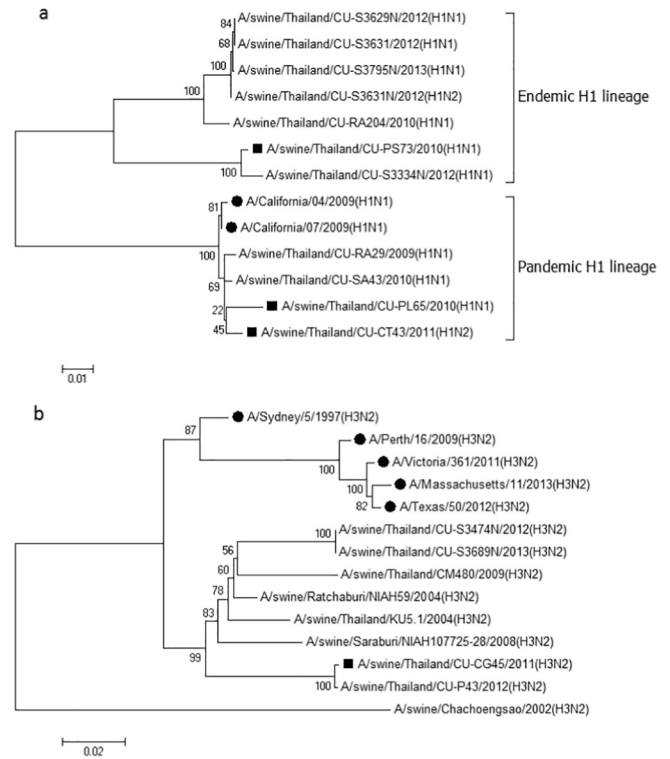 a
84
A/swine/Thailand/CU-S3629N/2012(H1N1)
68
A/swine/Thailand/CU-S3631/2012(H1N1)
100
A/swine/Thailand/CU-S3795N/2013(H1N1)
100
A/swine/Thailand/CU-S3631N/2012(H1N2)
Endemic H1 lineage
A/swine/Thailand/CU-RA204/2010(H1N1)
A/swine/Thailand/CU-PS73/2010(H1N1)
100
A/swine/Thailand/CU-S3334N/2012(H1N1)
81
A/California/04/2009(H1N1)
A/California/07/2009(H1N1)
100
A/swine/Thailand/CU-RA29/2009(H1N1)
Pandemic H1 lineage
69
A/swine/Thailand/CU-SA43/2010(H1N1)
22
A/swine/Thailand/CU-PL65/2010(H1N1)
45
A/swine/Thailand/CU-CT43/2011(H1N2)
0.01
b
87
A/Sydney/5/1997(H3N2)
A/Perth/16/2009(H3N2)
100
A/Victoria/361/2011(H3N2)
100
A/Massachusetts/11/2013(H3N2)
82
A/Texas/50/2012(H3N2)
100
A/swine/Thailand/CU-S3474N/2012(H3N2)
56
A/swine/Thailand/CU-S3689N/2013(H3N2)
60
A/swine/Thailand/CM480/2009(H3N2)
78
A/swine/Ratchaburi/NIAH59/2004(H3N2)
83
A/swine/Thailand/KU5.1/2004(H3N2)
A/swine/Saraburi/NIAH107725-28/2008(H3N2)
99
A/swine/Thailand/CU-CG45/2011(H3N2)
100
A/swine/Thailand/CU-P43/2012(H3N2)
A/swine/Chachoengsao/2002(H3N2)
0.02